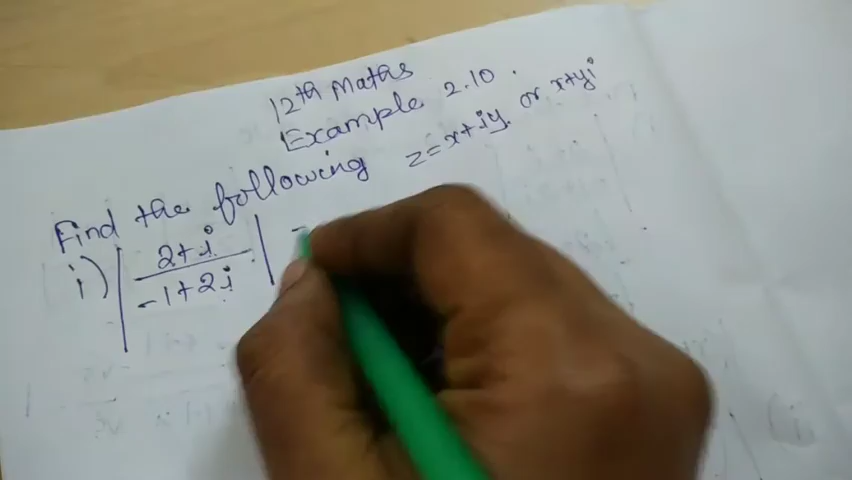 12th Maths
Example 2.10.
Find the following z=x+iy. or x+yi
i) | 2+i / -1+2i | =